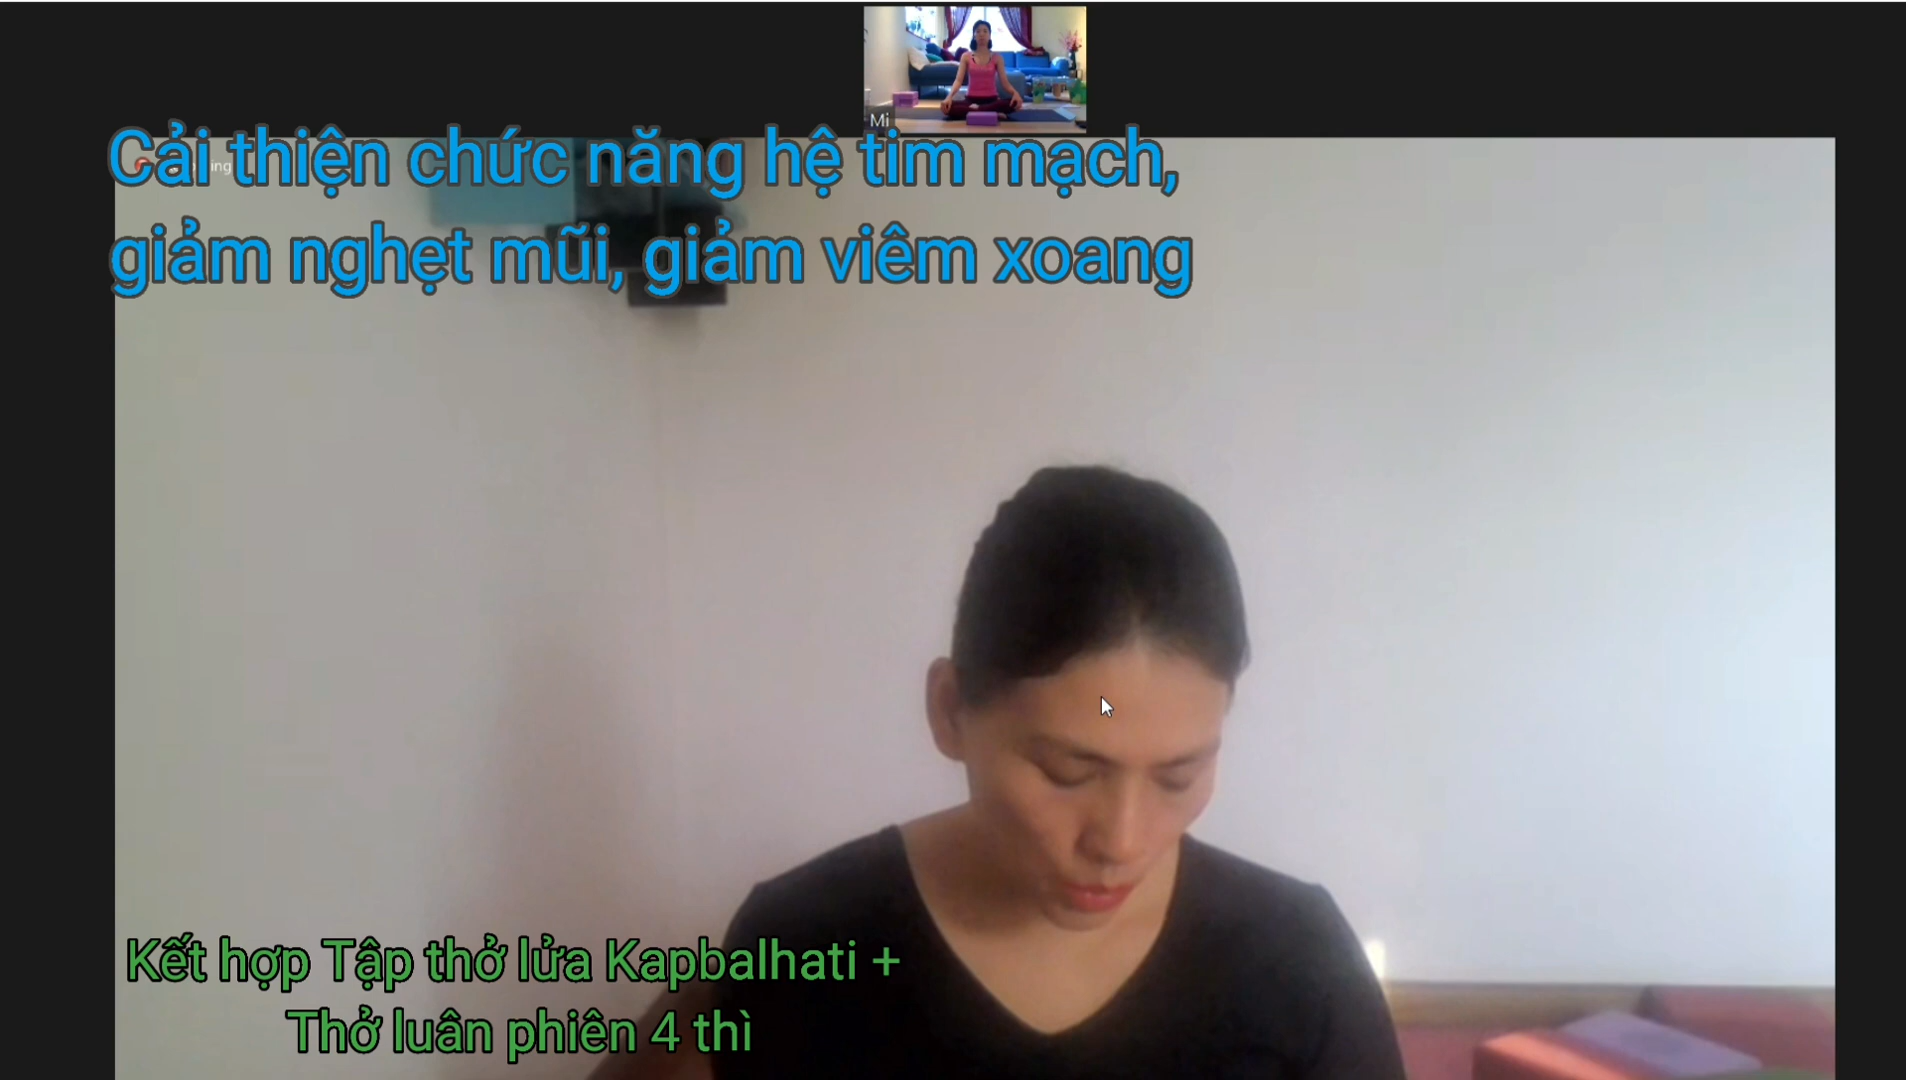 Mi
Cải thiện chức năng hệ tim mạch,
giảm nghẹt mũi, giảm viêm xoang
Kết hợp Tập thở lửa Kapbalhati +
Thở luân phiên 4 thì